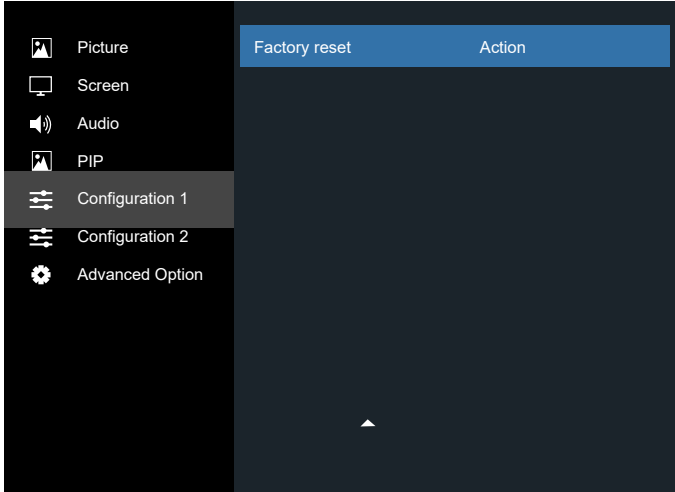 Picture
Screen
Audio
PIP
Configuration 1
Configuration 2
Advanced Option
Factory reset Action